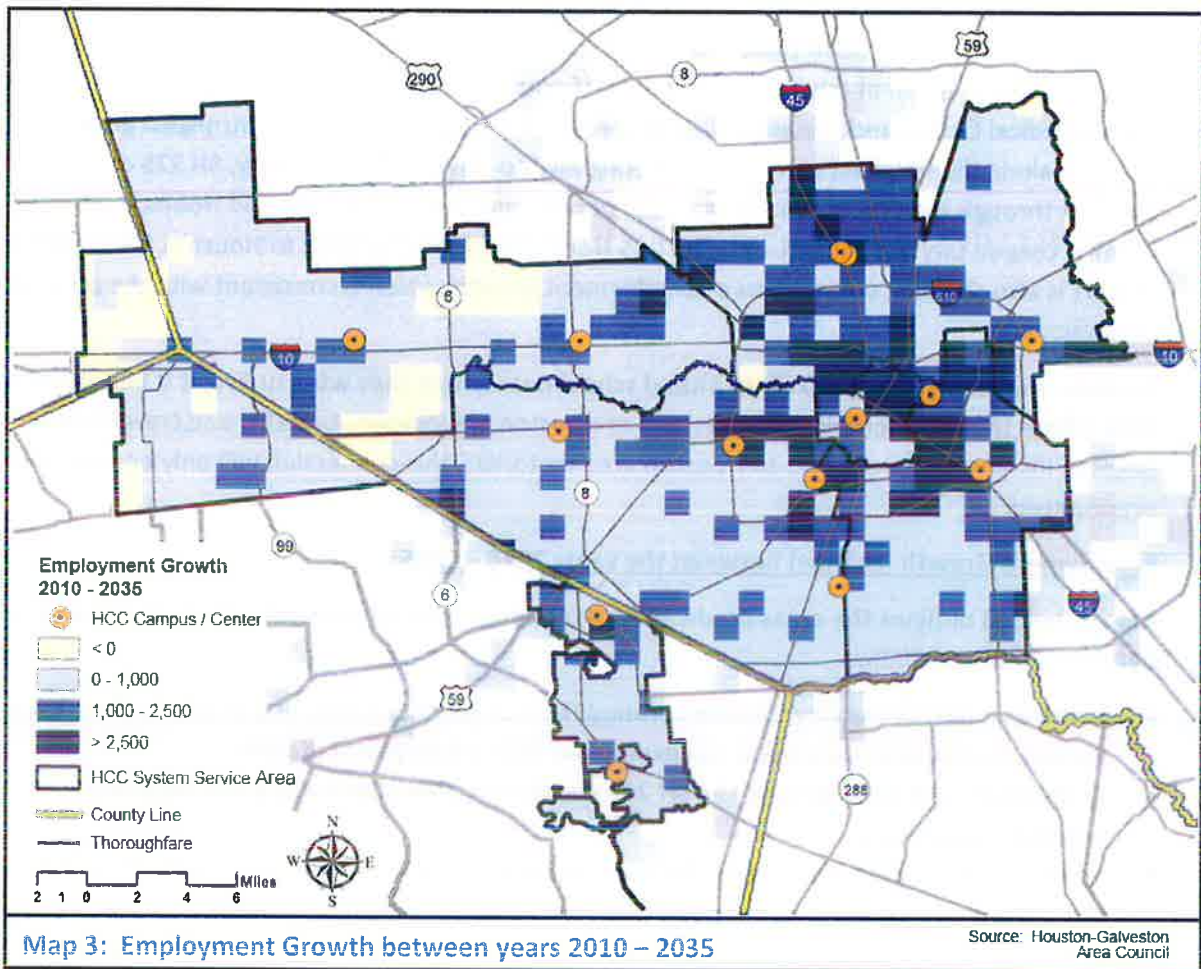 59
290
8
45
610
6
10
10
8
99
6
45
59
288
Employment Growth
2010 - 2035
HCC Campus / Center
< 0
0 - 1,000
1,000 - 2,500
> 2,500
HCC System Service Area
County Line
Thoroughfare
N
W E
S
2 1 0 2 4 6 Miles
Map 3: Employment Growth between years 2010 – 2035
Source: Houston-Galveston
Area Council